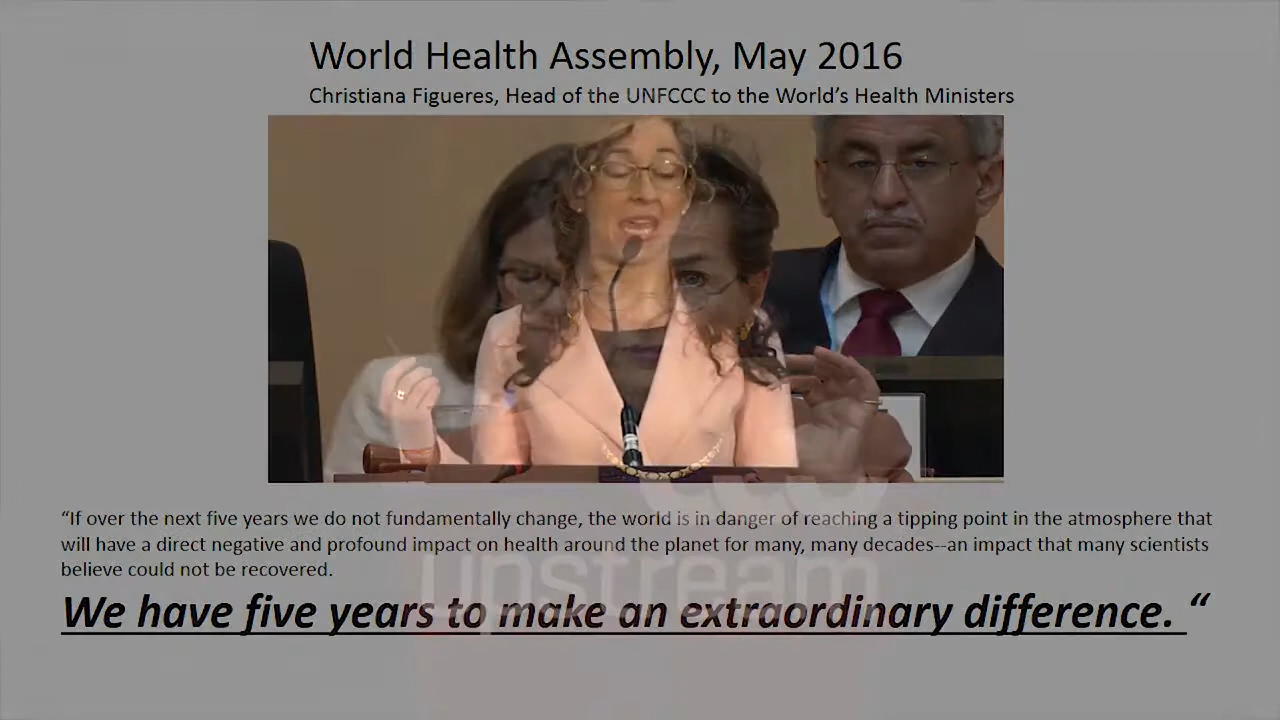 World Health Assembly, May 2016
Christiana Figueres, Head of the UNFCCC to the World's Health Ministers
“If over the next five years we do not fundamentally change, the world is in danger of reaching a tipping point in the atmosphere that
will have a direct negative and profound impact on health around the planet for many, many decades--an impact that many scientists
believe could not be recovered.
upstream
We have five years to make an extraordinary difference. “